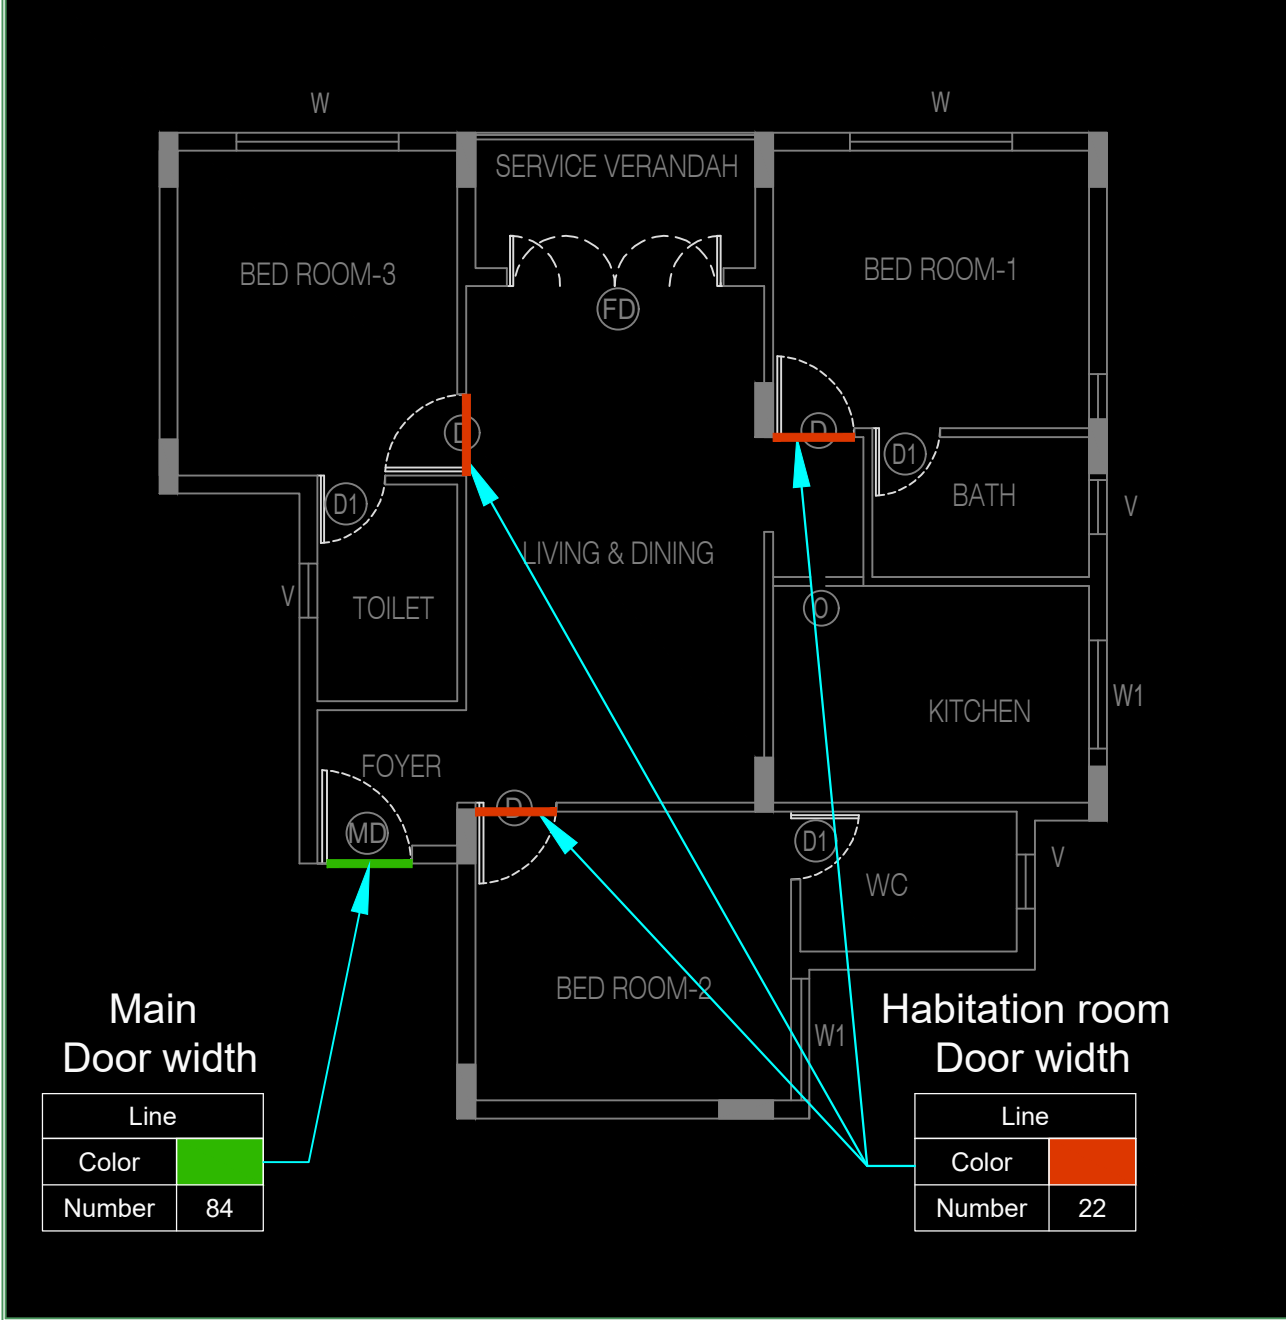 W
W
SERVICE VERANDAH
BED ROOM-3
BED ROOM-1
FD
D
D
D1
D1
BATH
V
LIVING & DINING
V
TOILET
O
KITCHEN
W1
FOYER
D
MD
D1
V
WC
BED ROOM-2
W1
Main
Door width
Line
Color
Number 84
Habitation room
Door width
Line
Color
Number 22